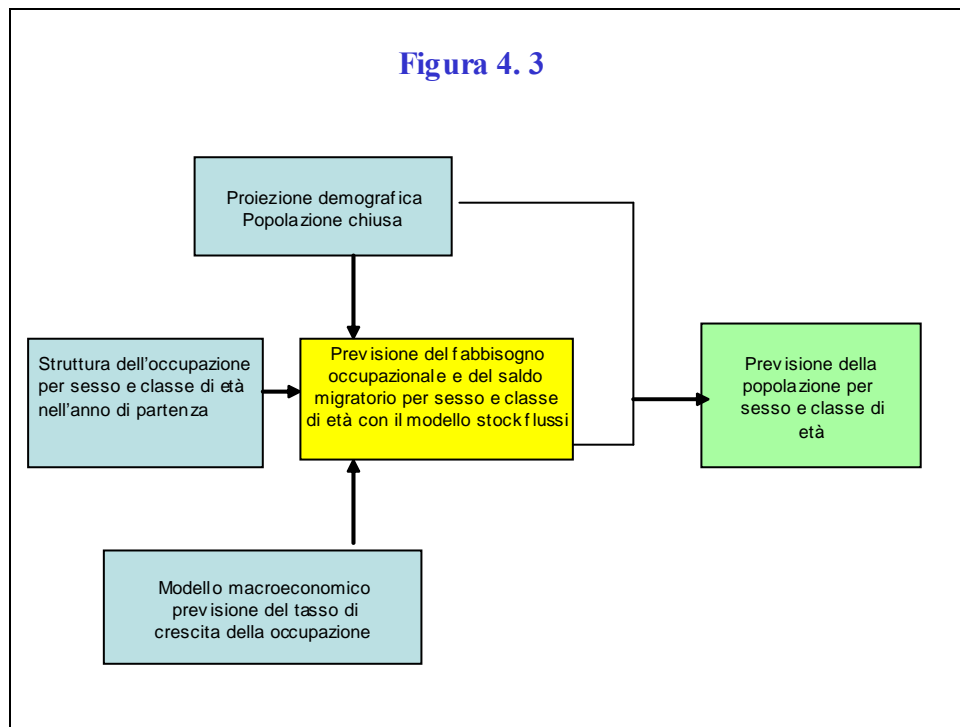 Figura 4. 3
Proiezione demografica
Popolazione chiusa
Struttura dell'occupazione
per sesso e classe di età
nell'anno di partenza
Previsione del fabbisogno
occupazionale e del saldo
migratorio per sesso e classe
di età con il modello stock flussi
Previsione della
popolazione per
sesso e classe di
età
Modello macroeconomico
previsione del tasso di
crescita della occupazione